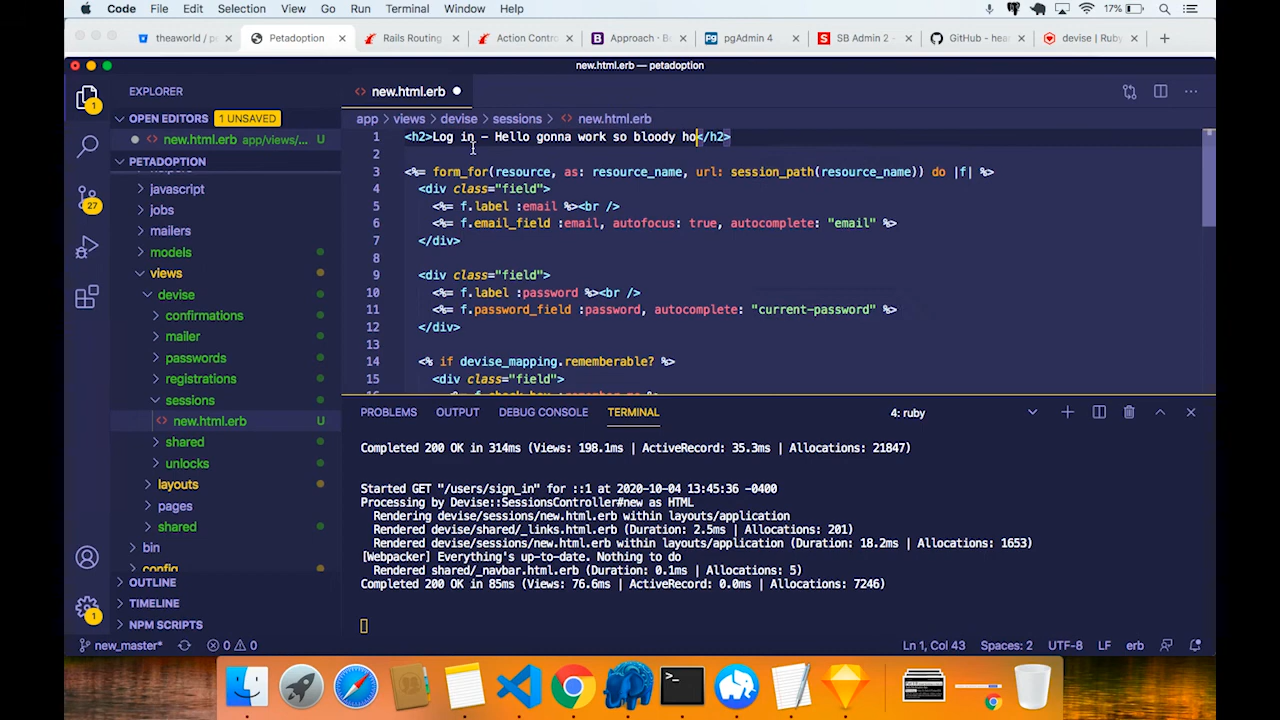 Code File Edit Selection View Go Run Terminal Window Help 17%
theaworld / pe Petadoption Rails Routing Action Contro Approach · B pgAdmin 4 SB Admin 2 – GitHub - hear devise | Ruby
new.html.erb — petadoption
EXPLORER
OPEN EDITORS 1 UNSAVED
new.html.erb app/views/... U
PETADOPTION
helpers
javascript
jobs
mailers
models
views
devise
confirmations
mailer
passwords
registrations
sessions
new.html.erb U
shared
unlocks
layouts
pages
shared
bin
config
OUTLINE
TIMELINE
NPM SCRIPTS
new.html.erb
app > views > devise > sessions > new.html.erb
1 <h2>Log in - Hello gonna work so bloody ho</h2>
2
3 <%= form_for(resource, as: resource_name, url: session_path(resource_name)) do |f| %>
4 <div class="field">
5 <%= f.label :email %><br />
6 <%= f.email_field :email, autofocus: true, autocomplete: "email" %>
7 </div>
8
9 <div class="field">
10 <%= f.label :password %><br />
11 <%= f.password_field :password, autocomplete: "current-password" %>
12 </div>
13
14 <% if devise_mapping.rememberable? %>
15 <div class="field">
PROBLEMS OUTPUT DEBUG CONSOLE TERMINAL 4: ruby
Completed 200 OK in 314ms (Views: 198.1ms | ActiveRecord: 35.3ms | Allocations: 21847)
Started GET "/users/sign_in" for ::1 at 2020-10-04 13:45:36 -0400
Processing by Devise::SessionsController#new as HTML
Rendering devise/sessions/new.html.erb within layouts/application
Rendered devise/shared/_links.html.erb (Duration: 2.5ms | Allocations: 201)
Rendered devise/sessions/new.html.erb within layouts/application (Duration: 18.2ms | Allocations: 1653)
[Webpacker] Everything's up-to-date. Nothing to do
Rendered shared/_navbar.html.erb (Duration: 0.1ms | Allocations: 5)
Completed 200 OK in 85ms (Views: 76.6ms | ActiveRecord: 0.0ms | Allocations: 7246)
1
27
1
new_master* 0 0 Ln 1, Col 43 Spaces: 2 UTF-8 LF erb